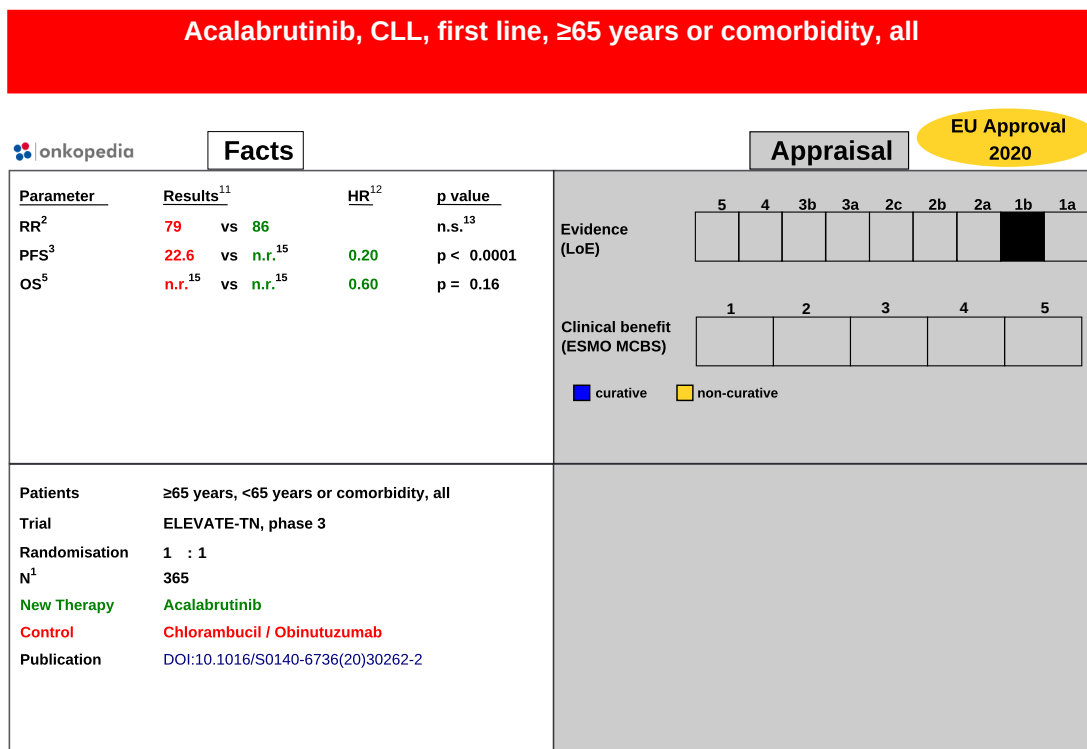 Acalabrutinib, CLL, first line, ≥65 years or comorbidity, all
onkopedia
Facts
Appraisal
EU Approval
2020
Parameter Results11 HR12 p value
RR2 79 vs 86 n.s.13
PFS3 22.6 vs n.r.15 0.20 p < 0.0001
OS5 n.r.15 vs n.r.15 0.60 p = 0.16
5 4 3b 3a 2c 2b 2a 1b 1a
Evidence
(LoE)
1 2 3 4 5
Clinical benefit
(ESMO MCBS)
curative non-curative
Patients ≥65 years, <65 years or comorbidity, all
Trial ELEVATE-TN, phase 3
Randomisation 1 : 1
N1 365
New Therapy Acalabrutinib
Control Chlorambucil / Obinutuzumab
Publication DOI:10.1016/S0140-6736(20)30262-2